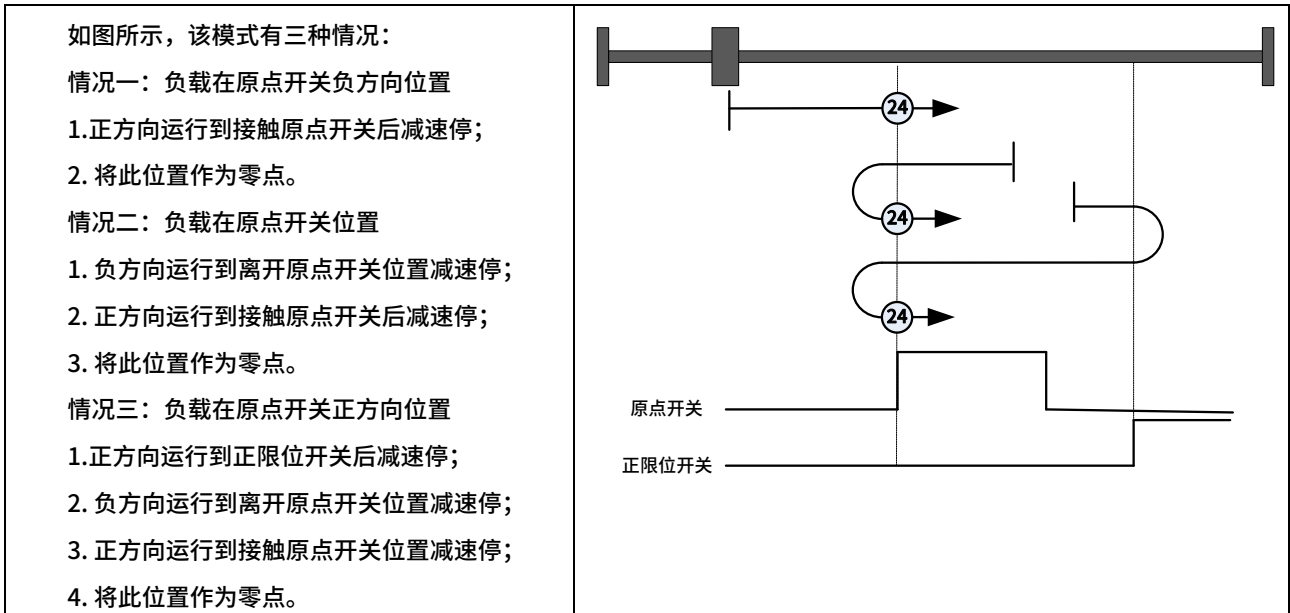 如图所示，该模式有三种情况：
情况一：负载在原点开关负方向位置
1.正方向运行到接触原点开关后减速停；
2. 将此位置作为零点。
情况二：负载在原点开关位置
1. 负方向运行到离开原点开关位置减速停；
2. 正方向运行到接触原点开关后减速停；
3. 将此位置作为零点。
情况三：负载在原点开关正方向位置
1.正方向运行到正限位开关后减速停；
2. 负方向运行到离开原点开关位置减速停；
3. 正方向运行到接触原点开关位置减速停；
4. 将此位置作为零点。
24
24
24
原点开关
正限位开关